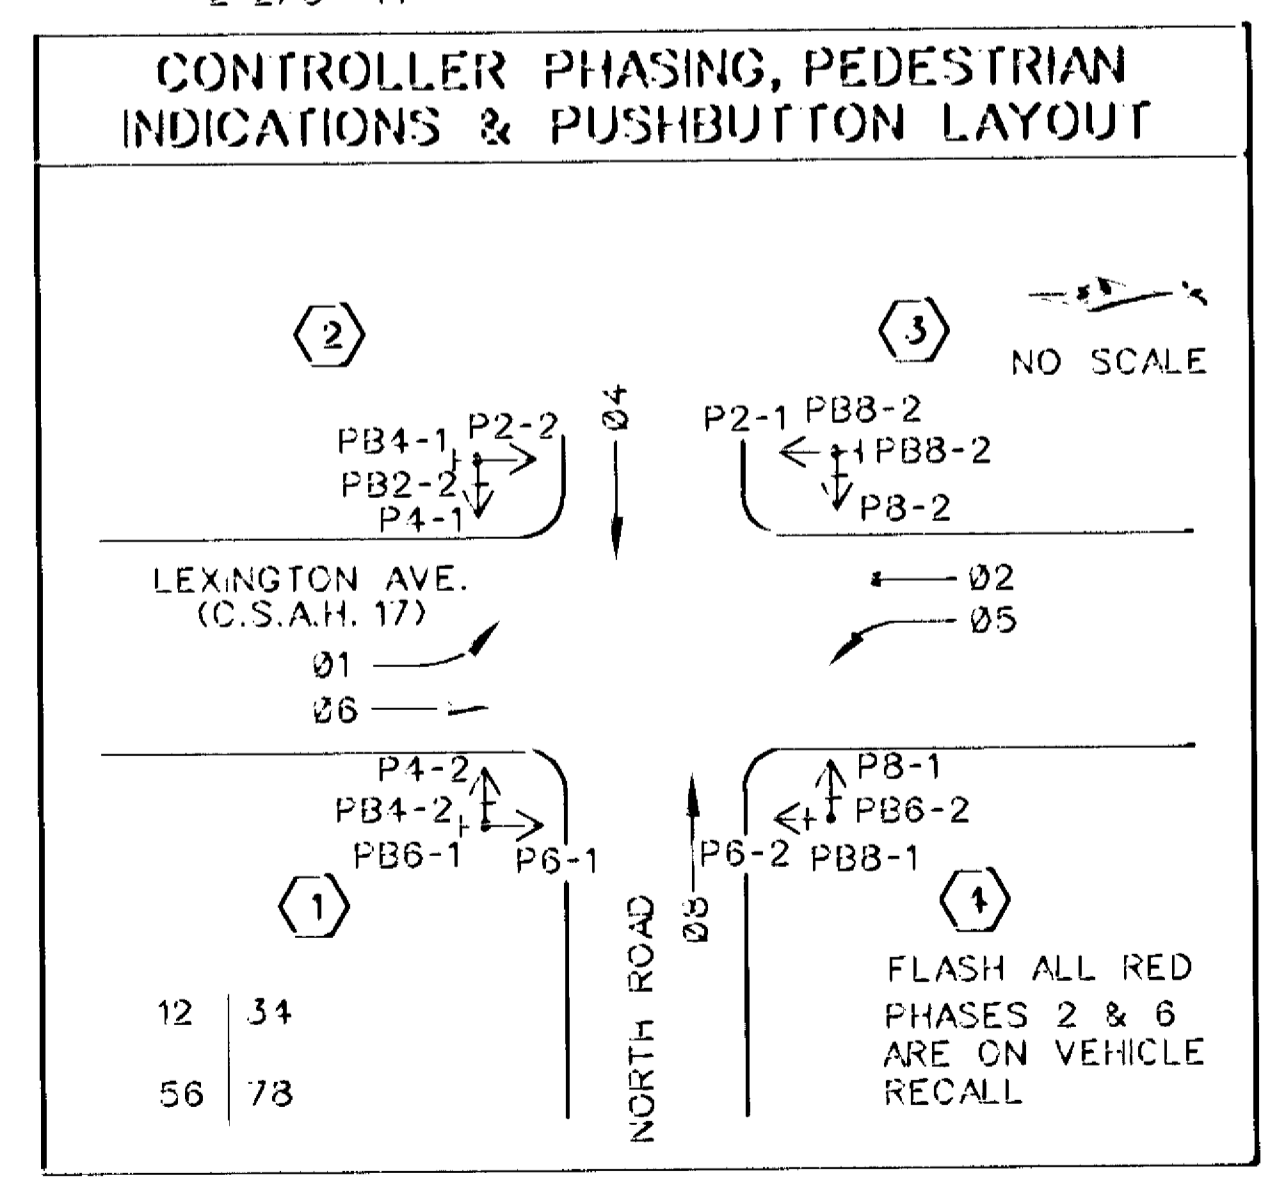 CONTROLLER PHASING, PEDESTRIAN
INDICATIONS & PUSHBUTTON LAYOUT
2
3
NO SCALE
PB4-1
P2-2
PB2-2
P4-1
Ø4
P2-1
PB8-2
PB8-2
P8-2
LEXINGTON AVE.
(C.S.A.H. 17)
Ø2
Ø5
Ø1
Ø6
P4-2
PB4-2
PB6-1
P6-1
P8-1
PB6-2
P6-2
PB8-1
1
NORTH ROAD
Ø8
4
12
34
56
78
FLASH ALL RED
PHASES 2 & 6
ARE ON VEHICLE
RECALL